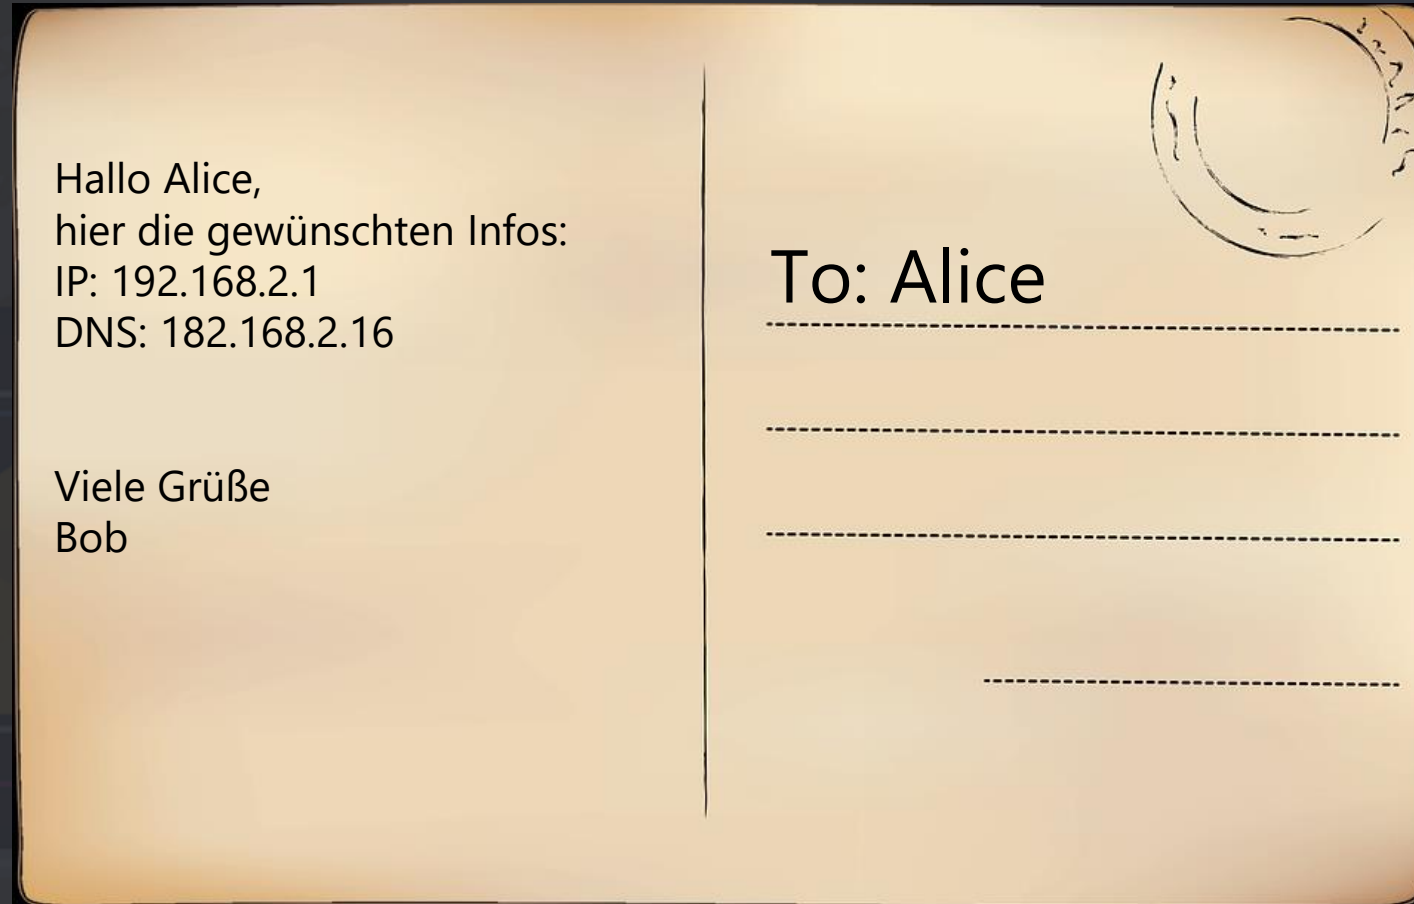 Hallo Alice,
hier die gewünschten Infos:
IP: 192.168.2.1
DNS: 182.168.2.16
Viele Grüße
Bob
To: Alice